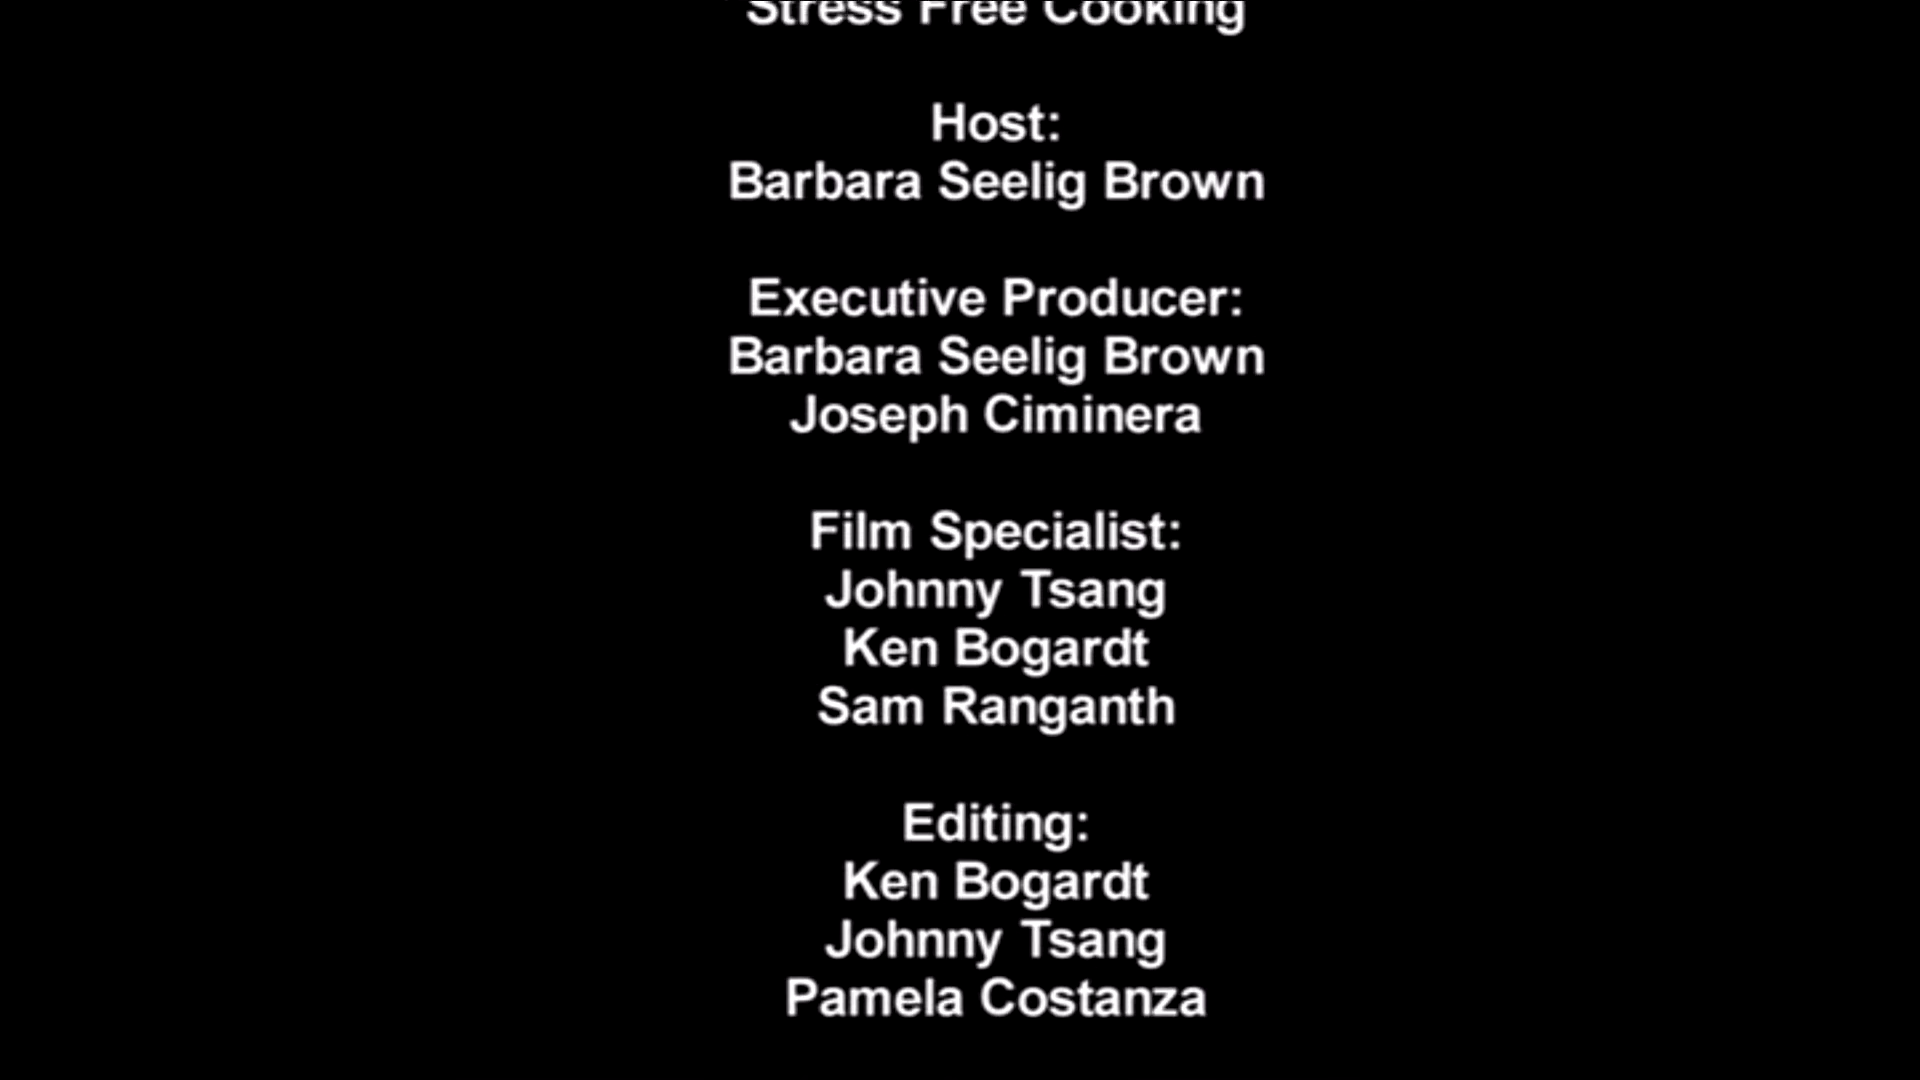 Stress Free Cooking
Host:
Barbara Seelig Brown
Executive Producer:
Barbara Seelig Brown
Joseph Ciminera
Film Specialist:
Johnny Tsang
Ken Bogardt
Sam Ranganth
Editing:
Ken Bogardt
Johnny Tsang
Pamela Costanza